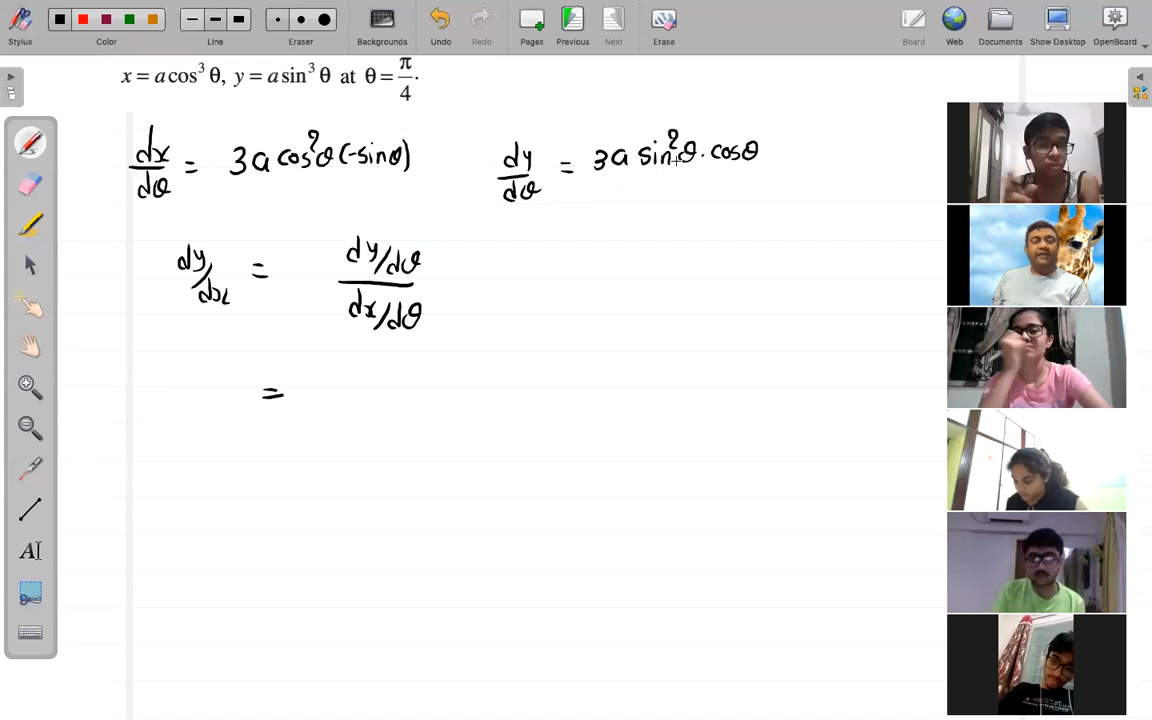 Stylus Color Line Eraser Backgrounds Undo Redo Pages Previous Next Erase Board Web Documents Show Desktop OpenBoard
x = a cos³ θ, y = a sin³ θ at θ = π/4.
dx/dθ = 3a cos²θ (-sinθ) dy/dθ = 3a sin²θ . cosθ
dy/dx = dy/dθ / dx/dθ
=
AI